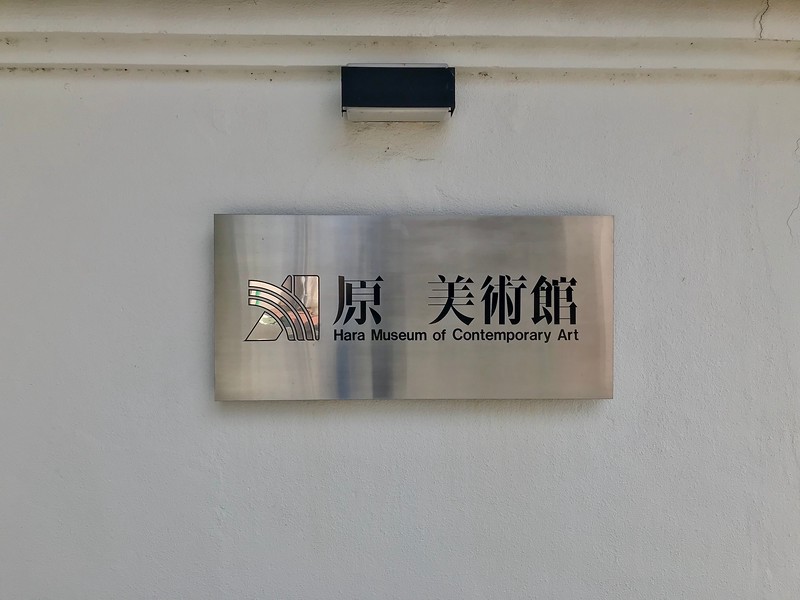 原　美術館
Hara Museum of Contemporary Art